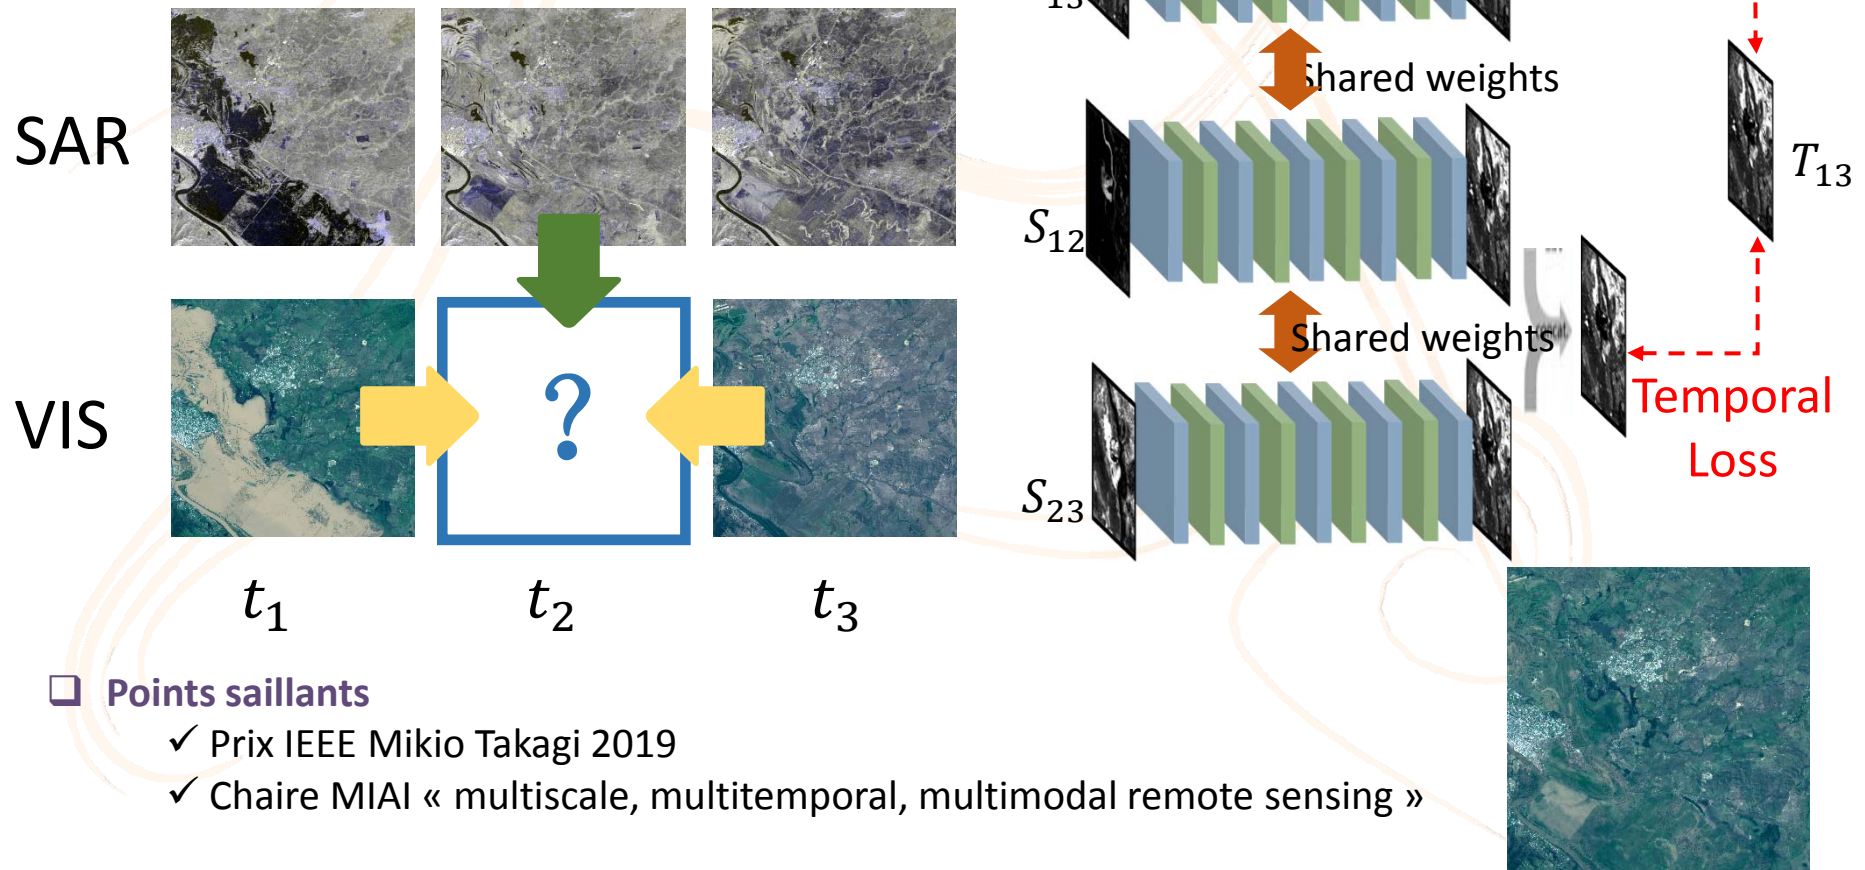 SAR
VIS
?
t₁
t₂
t₃
13
Shared weights
S₁₂
T₁₃
Shared weights
S₂₃
Temporal
Loss
Points saillants
✓ Prix IEEE Mikio Takagi 2019
✓ Chaire MIAI « multiscale, multitemporal, multimodal remote sensing »